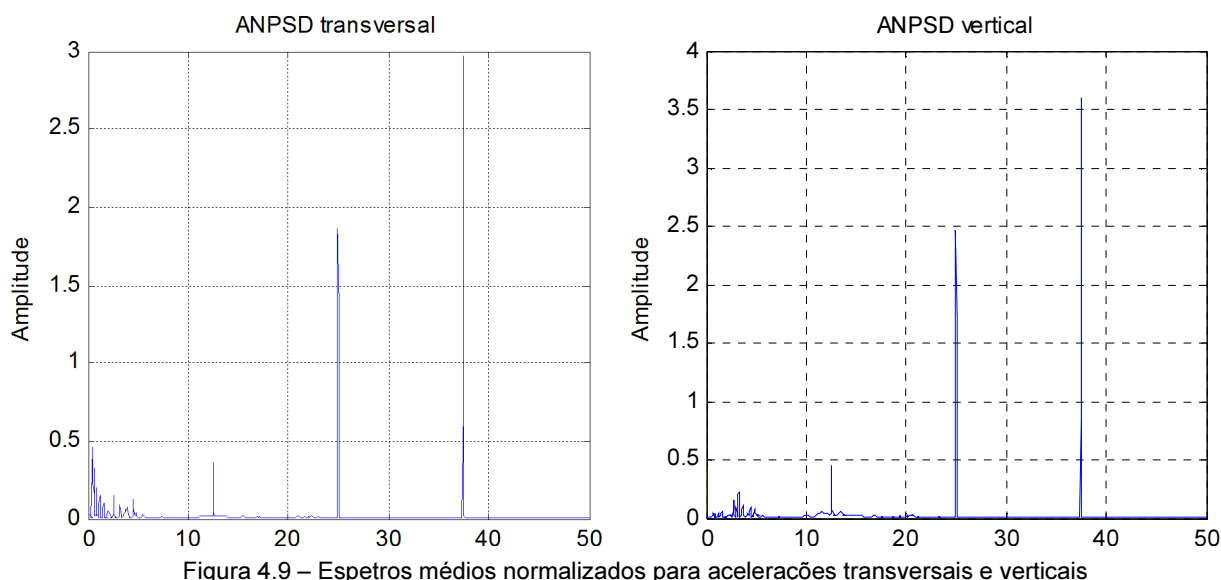 ANPSD transversal
3
2.5
2
1.5
1
0.5
0
Amplitude
0 10 20 30 40 50
ANPSD vertical
4
3.5
3
2.5
2
1.5
1
0.5
0
Amplitude
0 10 20 30 40 50
Figura 4.9 – Espetros médios normalizados para acelerações transversais e verticais